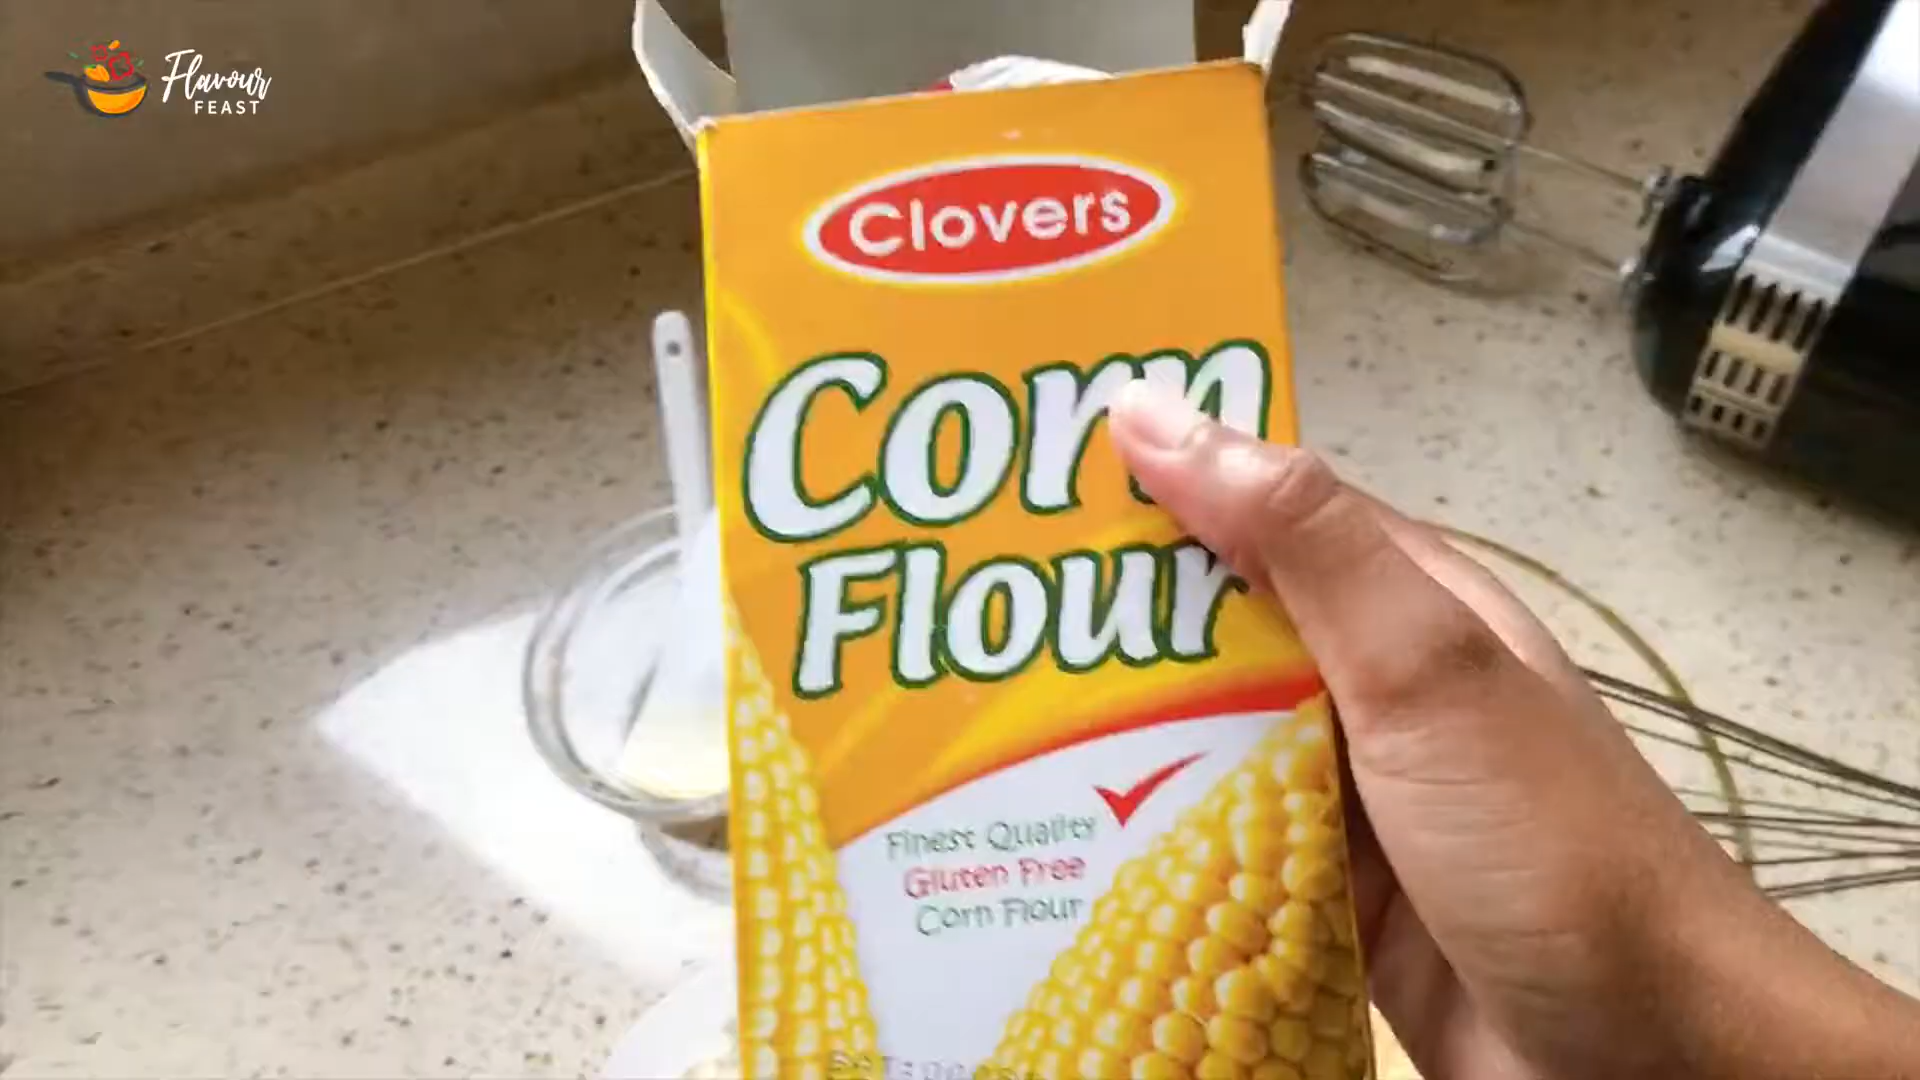 Flavour
FEAST
Clovers
Corn
Flour
Finest Quality
Gluten Free
Corn Flour